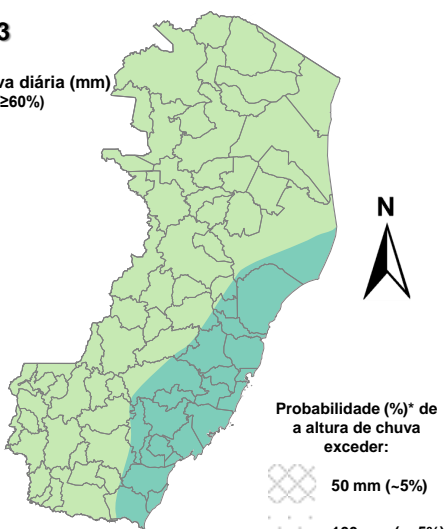 3
va diária (mm)
≥60%)
N
Probabilidade (%)* de
a altura de chuva
exceder:
50 mm (~5%)